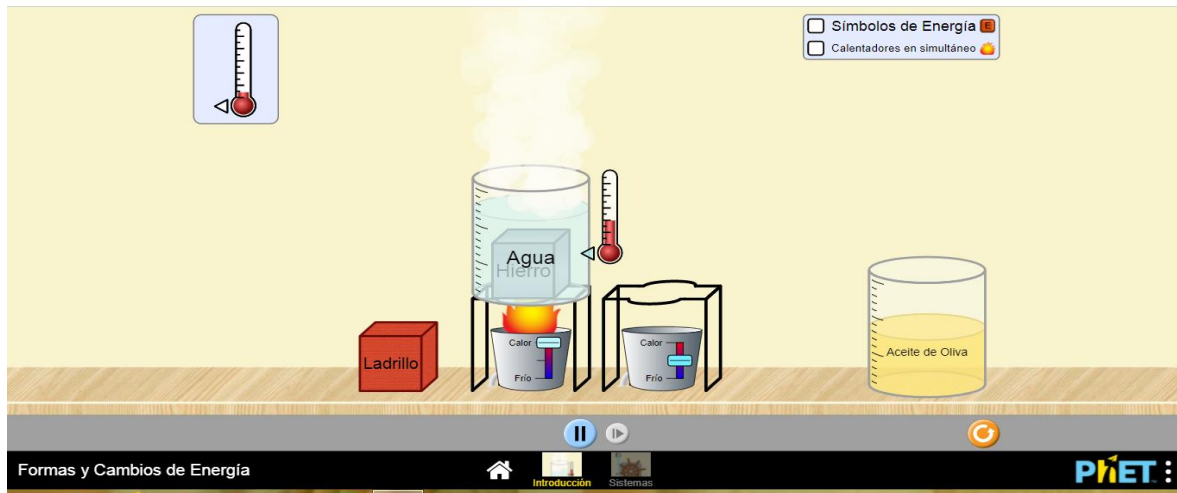 Símbolos de Energía E
Calentadores en simultáneo
Agua
Hierro
Ladrillo
Calor
Frío
Calor
Frío
Aceite de Oliva
Formas y Cambios de Energía
Introducción
Sistemas
PhET